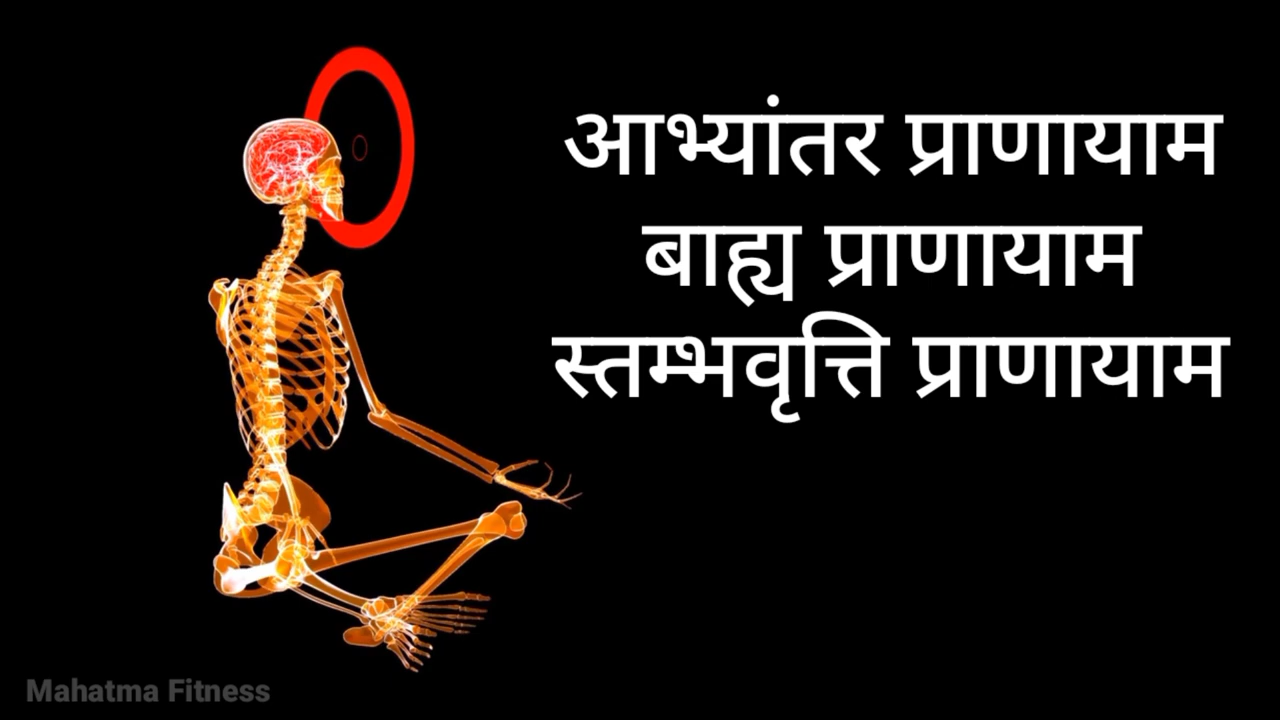 आभ्यांतर प्राणायाम
बाह्य प्राणायाम
स्तम्भवृत्ति प्राणायाम
Mahatma Fitness